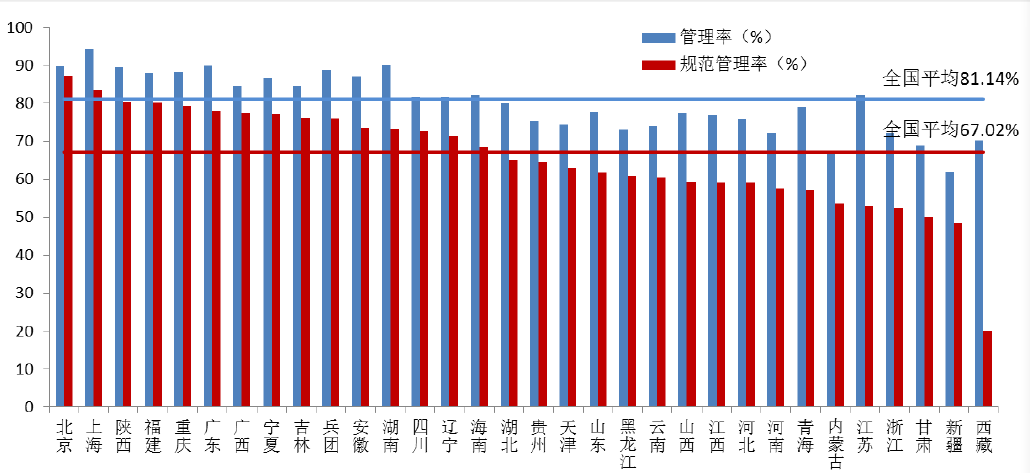 100
90
80
70
60
50
40
30
20
10
0
管理率（%）
规范管理率（%）
全国平均81.14%
全国平均67.02%
北京
上海
陕西
福建
重庆
广东
广西
宁夏
吉林
兵团
安徽
湖南
四川
辽宁
海南
湖北
贵州
天津
山东
黑龙江
云南
山西
江西
河北
河南
青海
内蒙古
江苏
浙江
甘肃
新疆
西藏